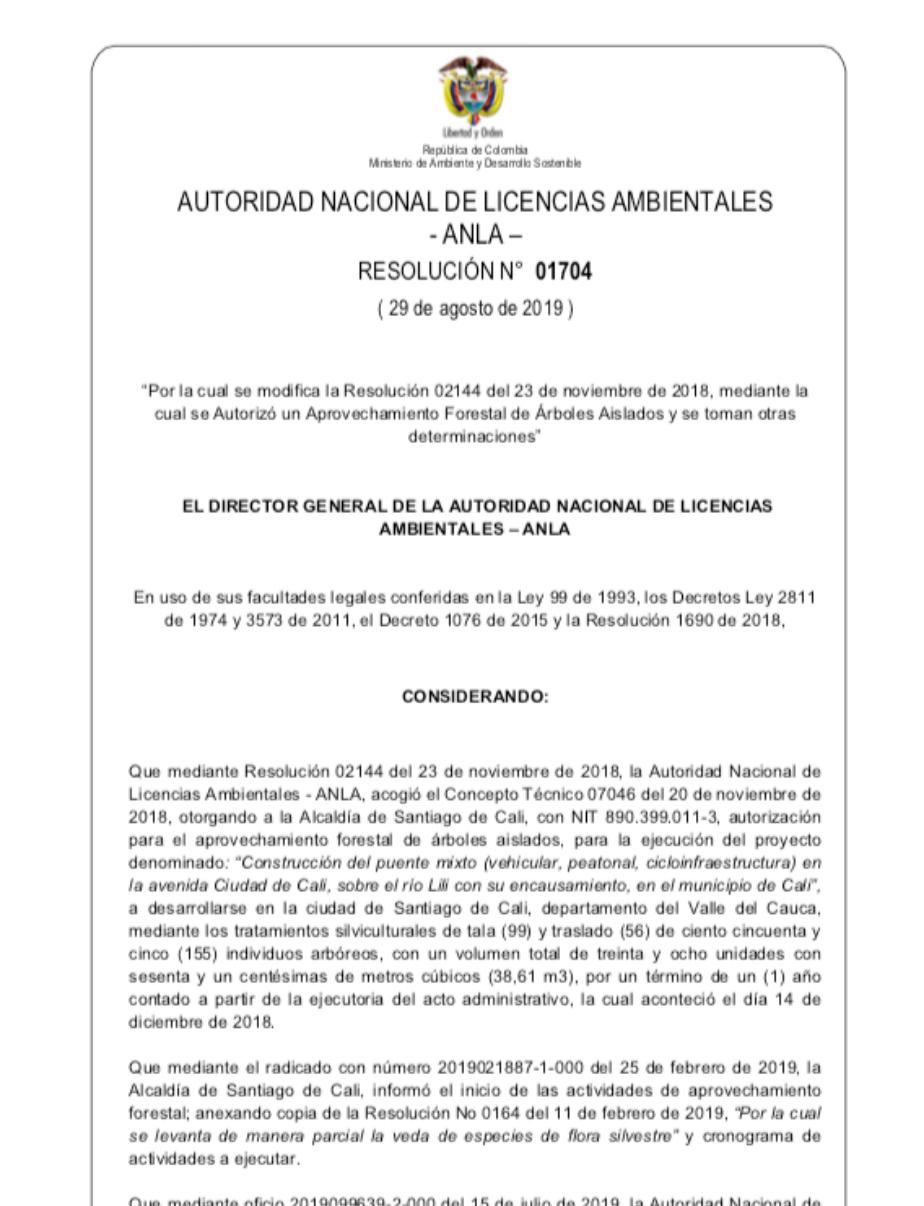 Libertad y Orden
República de Colombia
Ministerio de Ambiente y Desarrollo Sostenible
AUTORIDAD NACIONAL DE LICENCIAS AMBIENTALES
- ANLA –
RESOLUCIÓN N° 01704
( 29 de agosto de 2019 )
“Por la cual se modifica la Resolución 02144 del 23 de noviembre de 2018, mediante la
cual se Autorizó un Aprovechamiento Forestal de Árboles Aislados y se toman otras
determinaciones”
EL DIRECTOR GENERAL DE LA AUTORIDAD NACIONAL DE LICENCIAS
AMBIENTALES – ANLA
En uso de sus facultades legales conferidas en la Ley 99 de 1993, los Decretos Ley 2811
de 1974 y 3573 de 2011, el Decreto 1076 de 2015 y la Resolución 1690 de 2018,
CONSIDERANDO:
Que mediante Resolución 02144 del 23 de noviembre de 2018, la Autoridad Nacional de
Licencias Ambientales - ANLA, acogió el Concepto Técnico 07046 del 20 de noviembre de
2018, otorgando a la Alcaldía de Santiago de Cali, con NIT 890.399.011-3, autorización
para el aprovechamiento forestal de árboles aislados, para la ejecución del proyecto
denominado: “Construcción del puente mixto (vehicular, peatonal, cicloinfraestructura) en
la avenida Ciudad de Cali, sobre el río Lili con su encausamiento, en el municipio de Cali”,
a desarrollarse en la ciudad de Santiago de Cali, departamento del Valle del Cauca,
mediante los tratamientos silviculturales de tala (99) y traslado (56) de ciento cincuenta y
cinco (155) individuos arbóreos, con un volumen total de treinta y ocho unidades con
sesenta y un centésimas de metros cúbicos (38,61 m3), por un término de un (1) año
contado a partir de la ejecutoria del acto administrativo, la cual aconteció el día 14 de
diciembre de 2018.
Que mediante el radicado con número 2019021887-1-000 del 25 de febrero de 2019, la
Alcaldía de Santiago de Cali, informó el inicio de las actividades de aprovechamiento
forestal; anexando copia de la Resolución No 0164 del 11 de febrero de 2019, “Por la cual
se levanta de manera parcial la veda de especies de flora silvestre” y cronograma de
actividades a ejecutar.
Que mediante oficio 2019099639-2-000 del 15 de julio de 2019, la Autoridad Nacional de